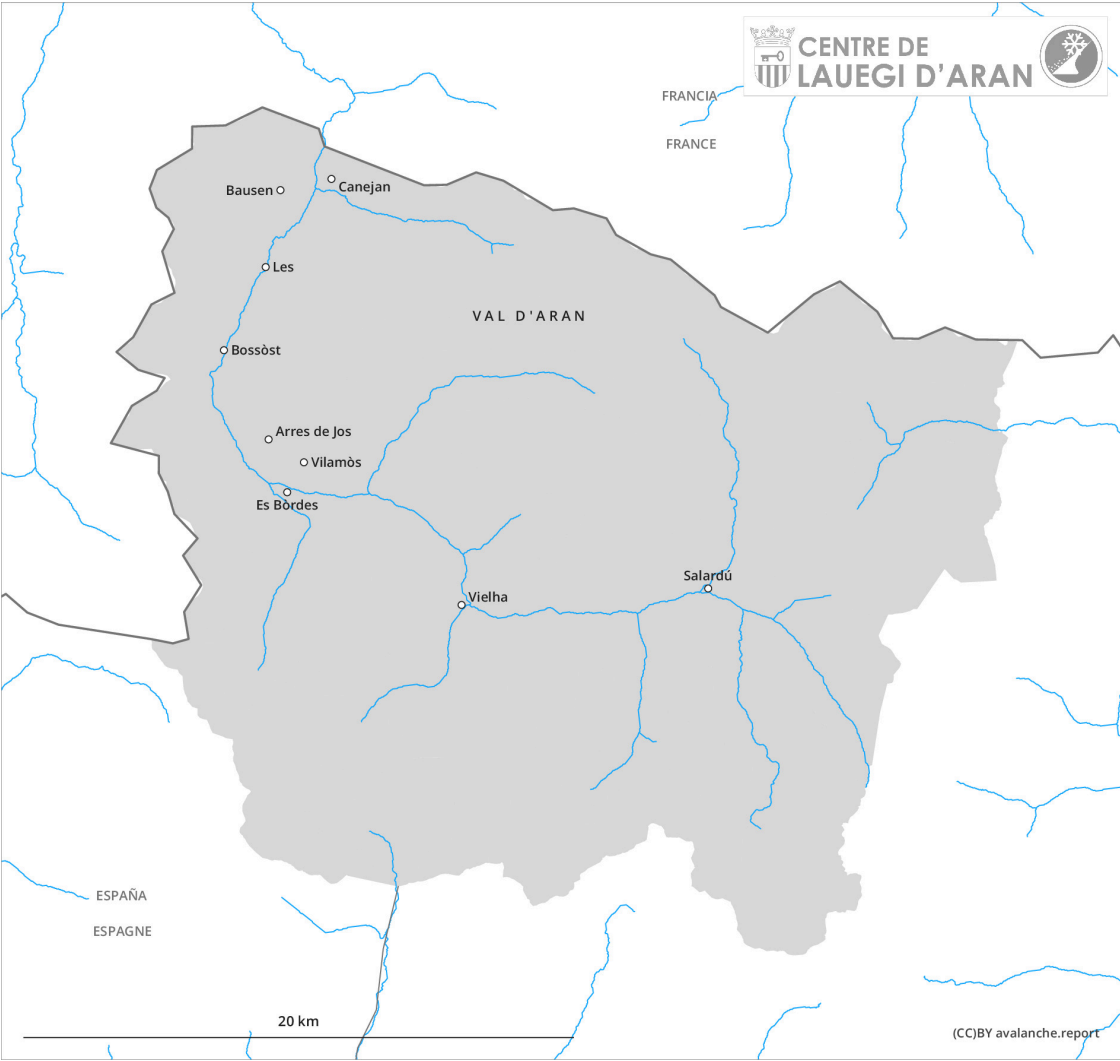 CENTRE DE
LAUEGI D'ARAN
FRANCIA
FRANCE
Bausen
Canejan
Les
VAL D'ARAN
Bossòst
Arres de Jos
Vilamòs
Es Bòrdes
Salardú
Vielha
ESPAÑA
ESPAGNE
20 km
(CC)BY avalanche.report